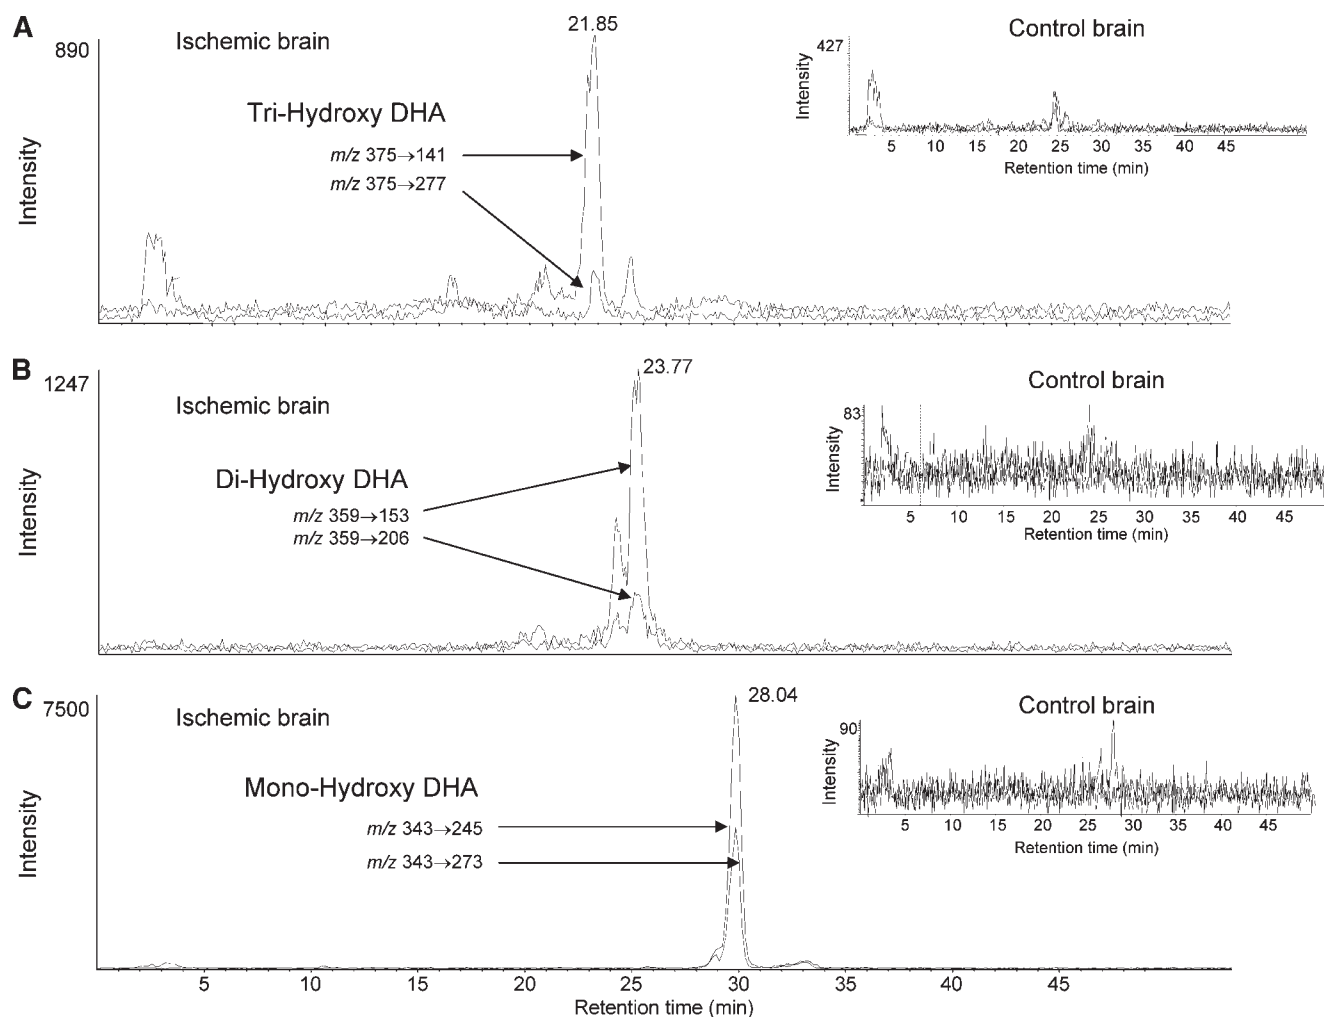 A
890
Ischemic brain
21.85
Tri-Hydroxy DHA
m/z 375→141
m/z 375→277
Intensity
Control brain
427
Intensity
5 10 15 20 25 30 35 40 45
Retention time (min)
B
1247
Ischemic brain
23.77
Di-Hydroxy DHA
m/z 359→153
m/z 359→206
Intensity
Control brain
83
Intensity
5 10 15 20 25 30 35 40 45
Retention time (min)
C
7500
Ischemic brain
28.04
Mono-Hydroxy DHA
m/z 343→245
m/z 343→273
Intensity
Control brain
90
Intensity
5 10 15 20 25 30 35 40 45
Retention time (min)
5 10 15 20 25 30 35 40 45
Retention time (min)